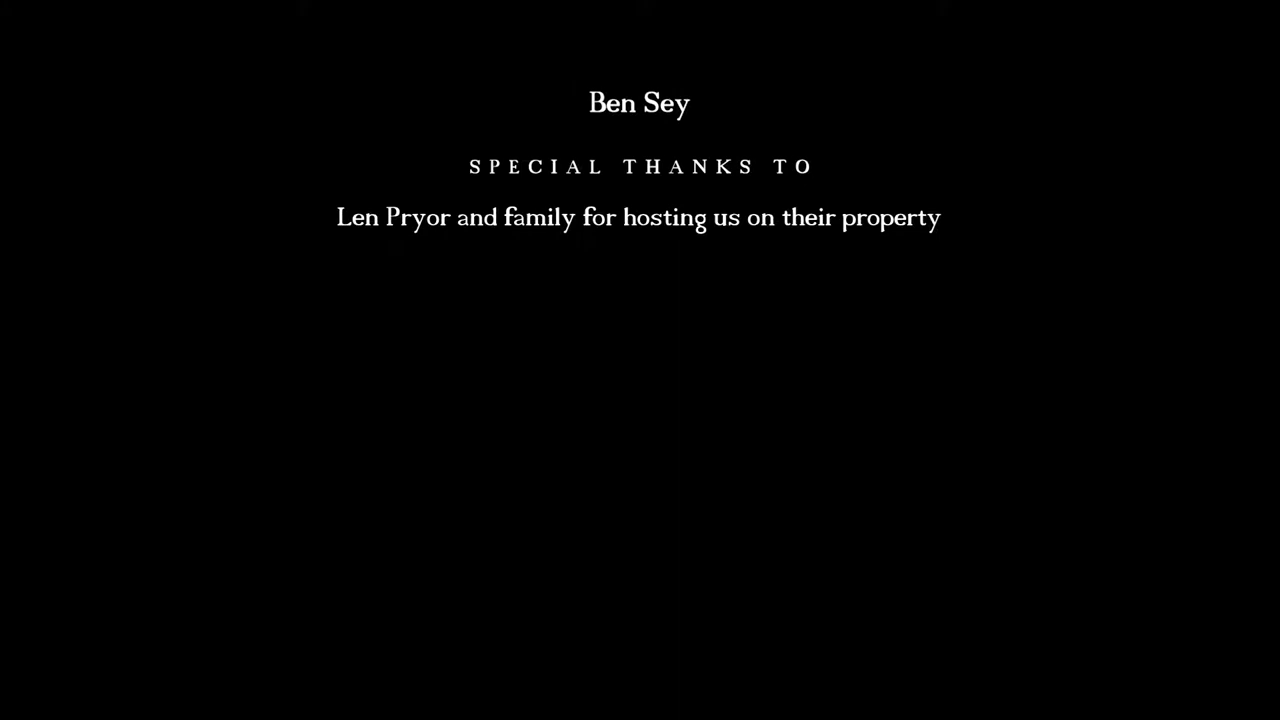 Ben Sey
SPECIAL THANKS TO
Len Pryor and family for hosting us on their property